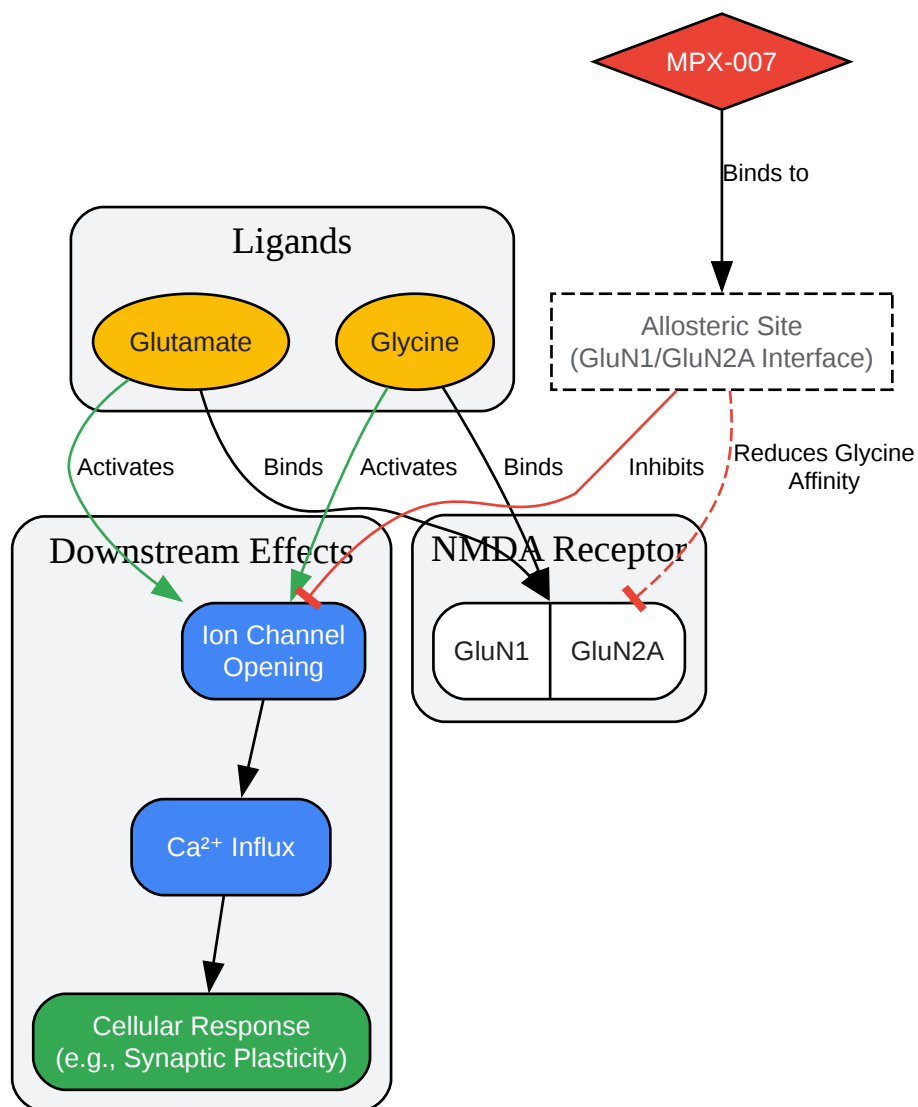 MPX-007
Binds to
Ligands
Glutamate
Glycine
Allosteric Site
(GluN1/GluN2A Interface)
Activates
Binds
Activates
Binds
Inhibits
Reduces Glycine
Affinity
Downstream Effects
NMDA Receptor
Ion Channel
Opening
GluN1
GluN2A
Ca²⁺ Influx
Cellular Response
(e.g., Synaptic Plasticity)